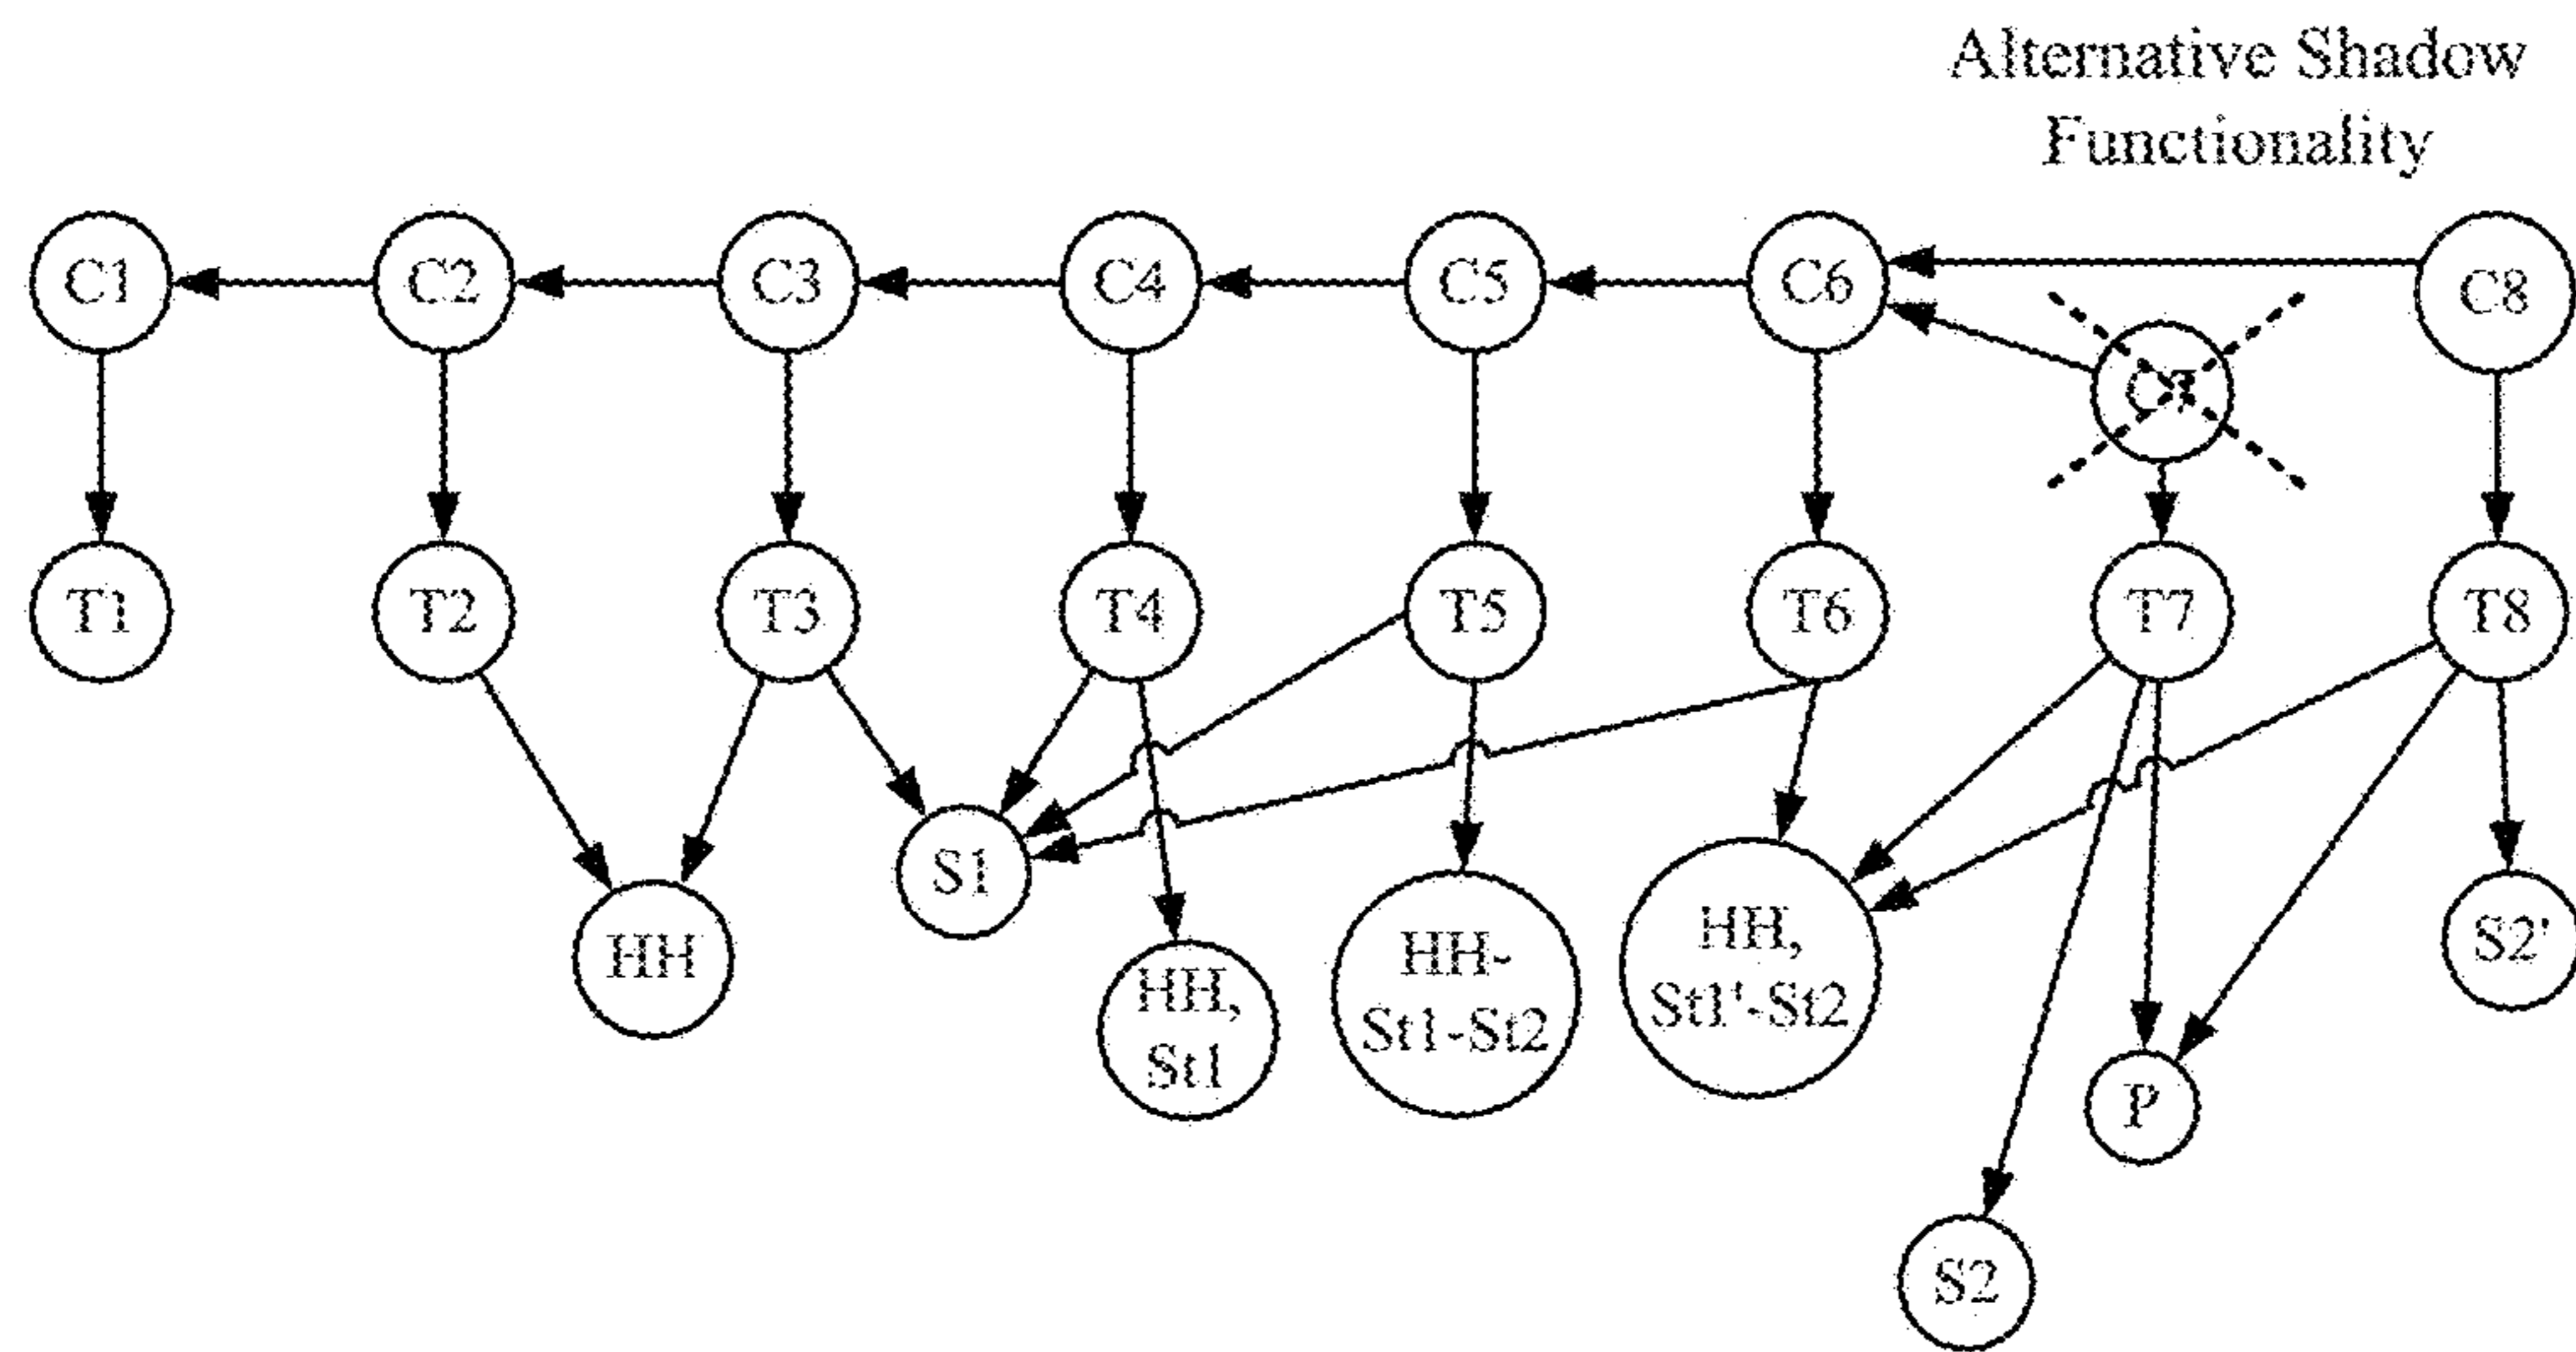 Alternative Shadow
Functionality
C1
C2
C3
C4
C5
C6
C7
C8
T1
T2
T3
T4
T5
T6
T7
T8
HH
S1
HH,
St1
HH-
St1-St2
HH,
St1'-St2
S2
P
S2'